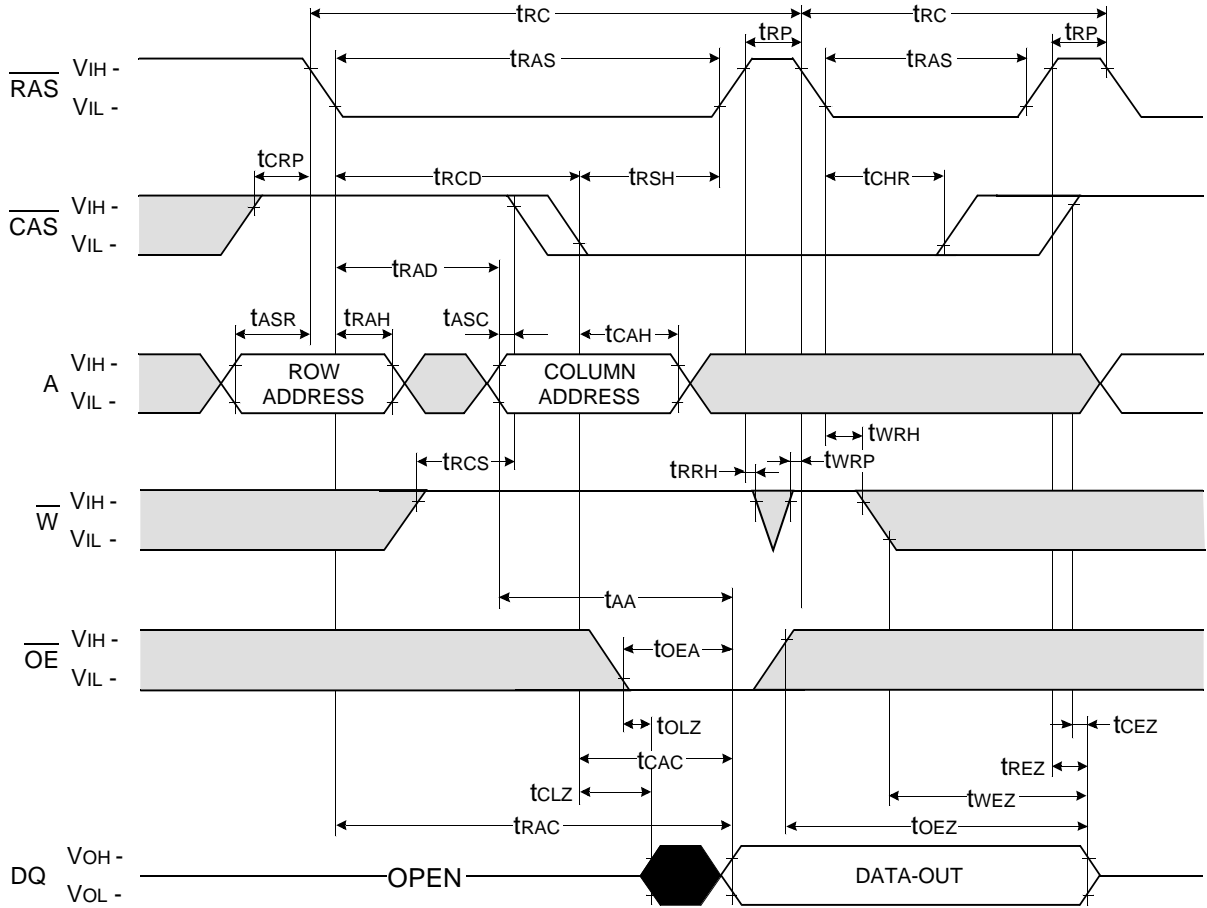 tRC tRC
tRP tRP
tRAS tRAS
RAS VIH -
VIL -
tCRP tRCD tRSH tCHR
CAS VIH -
VIL -
tRAD
tASR tRAH tASC tCAH
A VIH -
VIL -
ROW
ADDRESS
COLUMN
ADDRESS
tWRH
tRCS tRRH tWRP
W VIH -
VIL -
tAA
OE VIH -
VIL -
tOEA
tOLZ tCEZ
tCAC tREZ
tCLZ tWEZ
tRAC tOEZ
DQ VOH -
VOL -
OPEN DATA-OUT